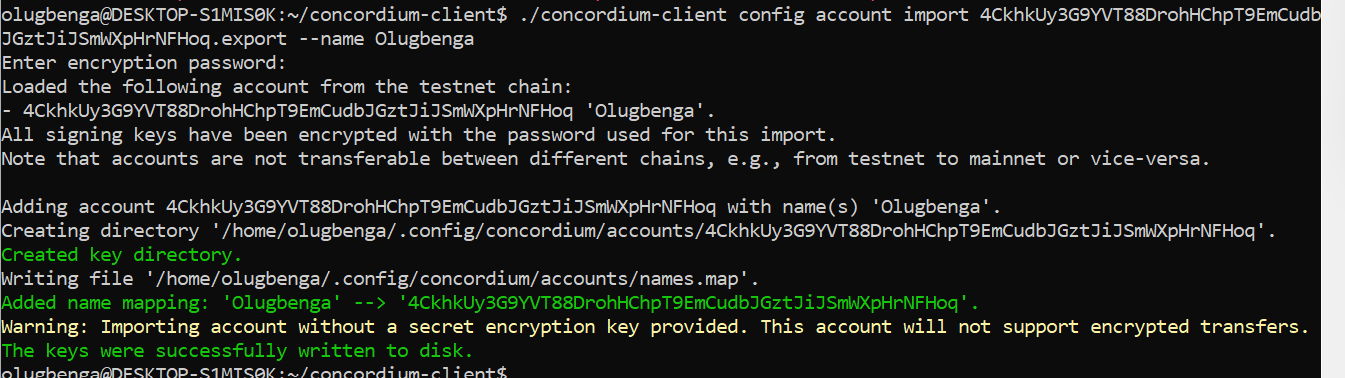 olugbenga@DESKTOP-S1MIS0K:~/concordium-client$ ./concordium-client config account import 4CkhkUy3G9YVT88DrohHChpT9EmCudb
JGztJiJSmWXpHrNFHoq.export --name Olugbenga
Enter encryption password:
Loaded the following account from the testnet chain:
- 4CkhkUy3G9YVT88DrohHChpT9EmCudbJGztJiJSmWXpHrNFHoq 'Olugbenga'.
All signing keys have been encrypted with the password used for this import.
Note that accounts are not transferable between different chains, e.g., from testnet to mainnet or vice-versa.
Adding account 4CkhkUy3G9YVT88DrohHChpT9EmCudbJGztJiJSmWXpHrNFHoq with name(s) 'Olugbenga'.
Creating directory '/home/olugbenga/.config/concordium/accounts/4CkhkUy3G9YVT88DrohHChpT9EmCudbJGztJiJSmWXpHrNFHoq'.
Created key directory.
Writing file '/home/olugbenga/.config/concordium/accounts/names.map'.
Added name mapping: 'Olugbenga' --> '4CkhkUy3G9YVT88DrohHChpT9EmCudbJGztJiJSmWXpHrNFHoq'.
Warning: Importing account without a secret encryption key provided. This account will not support encrypted transfers.
The keys were successfully written to disk.
olugbenga@DESKTOP-S1MIS0K:~/concordium-client$